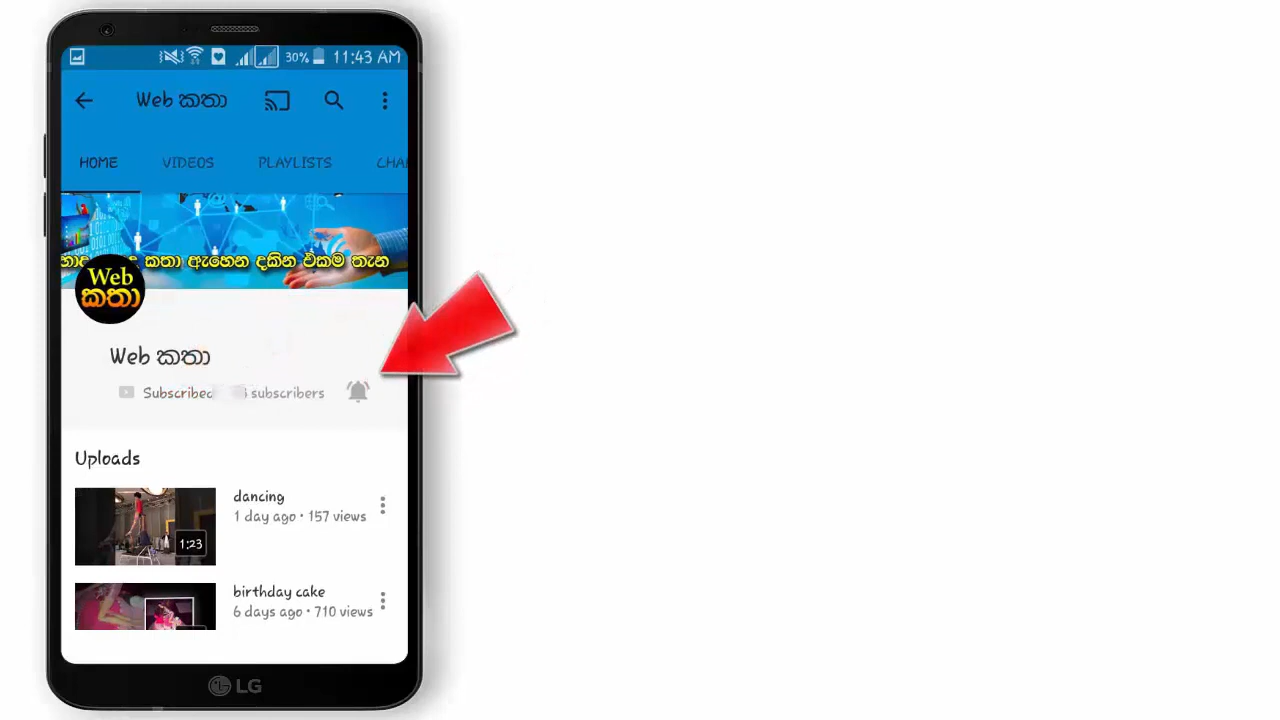 30% 11:43 AM
Web කතා
HOME VIDEOS PLAYLISTS CHA
කතා ඇහෙන දකින එකම තැන
Web
කතා
Web කතා
Subscribed subscribers
Uploads
dancing
1 day ago • 157 views
1:23
birthday cake
6 days ago • 710 views
LG